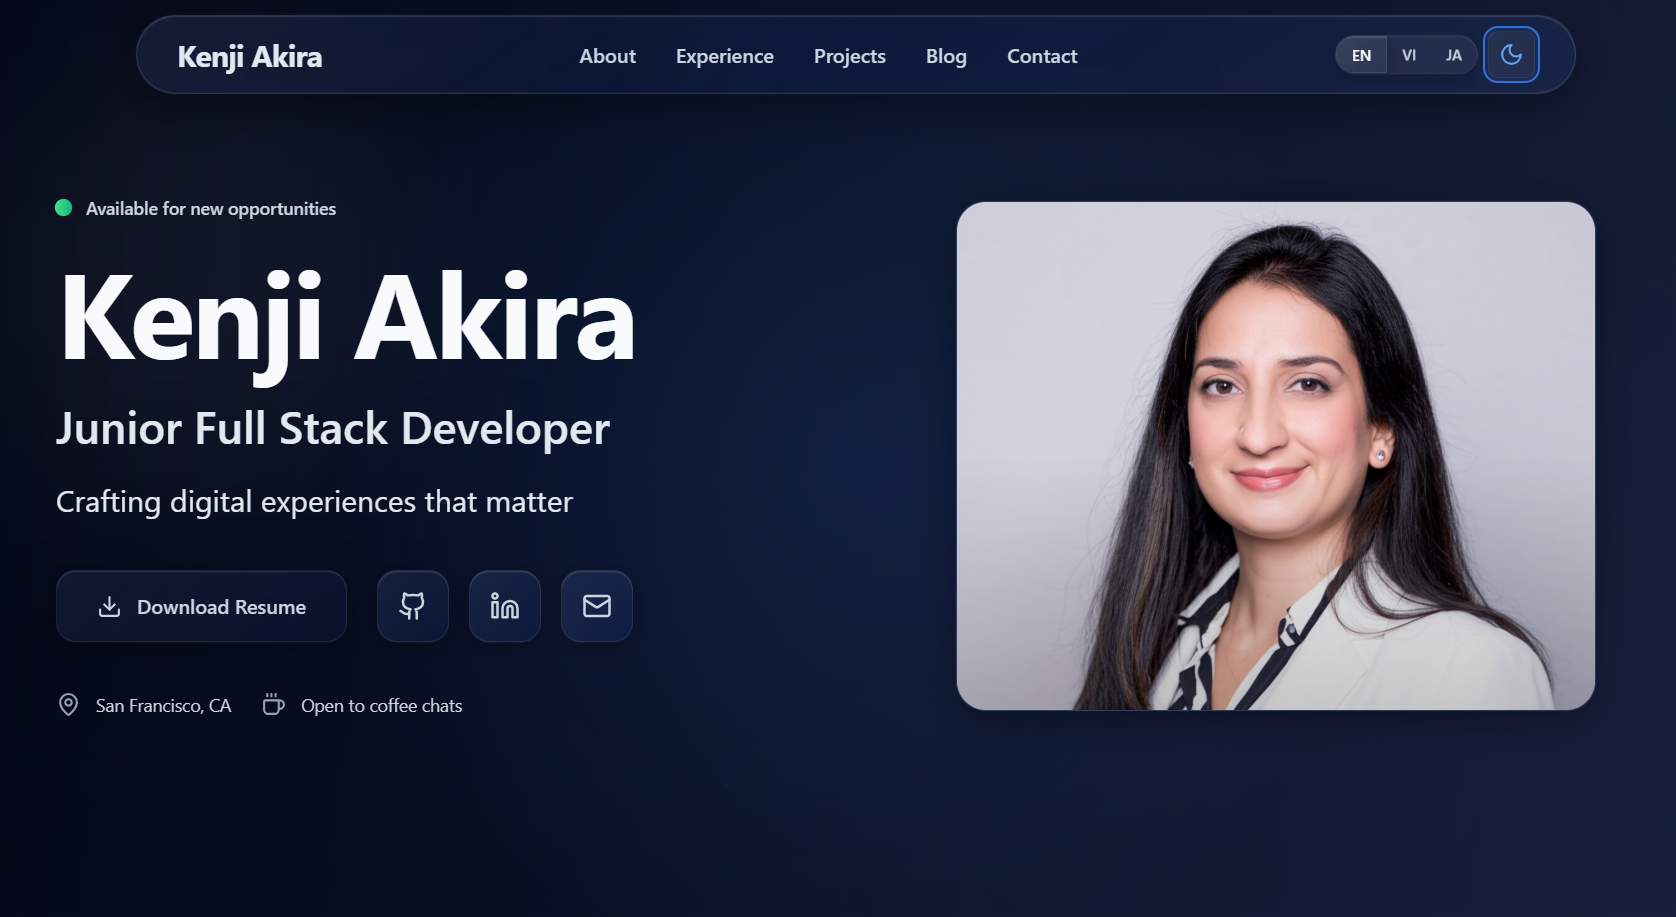 Kenji Akira
About
Experience
Projects
Blog
Contact
EN
VI
JA
Available for new opportunities
Kenji Akira
Junior Full Stack Developer
Crafting digital experiences that matter
Download Resume
San Francisco, CA
Open to coffee chats